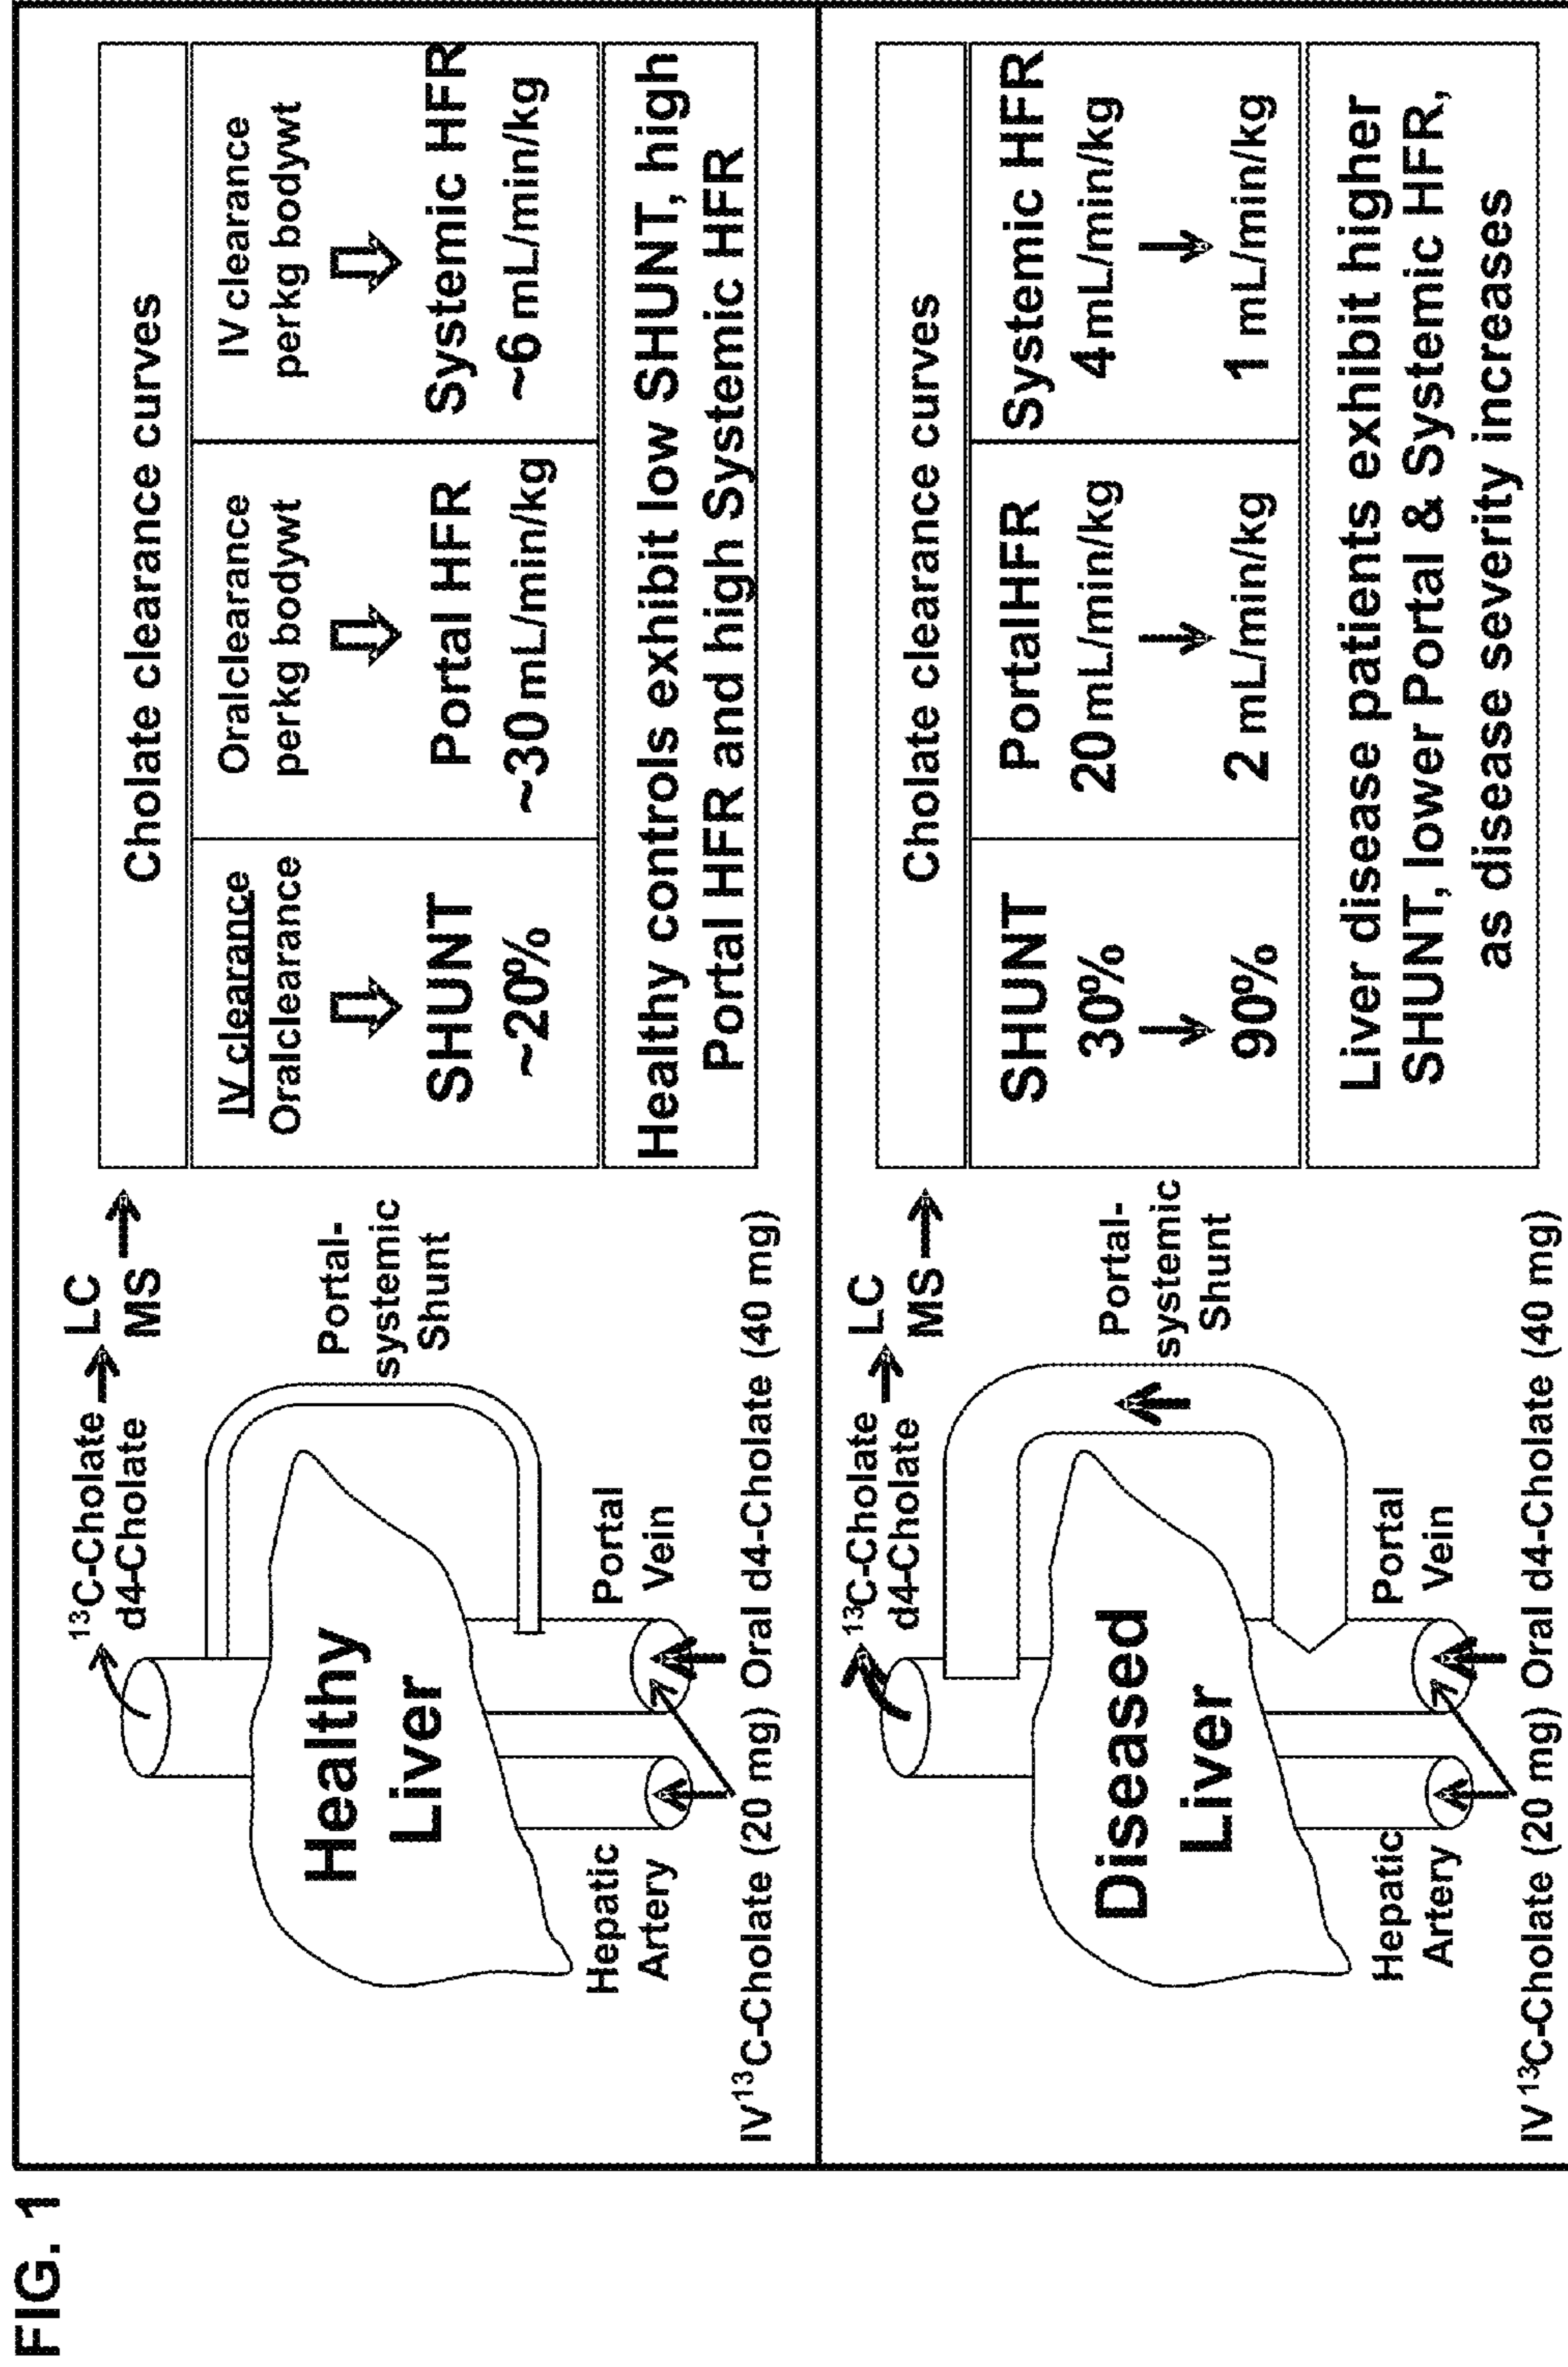 FIG. 1
¹³C-Cholate
d4-Cholate
LC
MS
Portal-
systemic
Shunt
Healthy
Liver
Hepatic
Artery
Portal
Vein
IV¹³C-Cholate (20 mg) Oral d4-Cholate (40 mg)
Cholate clearance curves
IV clearance
Oralclearance
SHUNT
~20%
Oralclearance
perkg bodywt
Portal HFR
~30 mL/min/kg
IV clearance
perkg bodywt
Systemic HFR
~6 mL/min/kg
Healthy controls exhibit low SHUNT, high
Portal HFR and high Systemic HFR
¹³C-Cholate
d4-Cholate
LC
MS
Portal-
systemic
Shunt
Diseased
Liver
Hepatic
Artery
Portal
Vein
IV ¹³C-Cholate (20 mg) Oral d4-Cholate (40 mg)
Cholate clearance curves
SHUNT
30%
90%
PortalHFR
20 mL/min/kg
2 mL/min/kg
Systemic HFR
4 mL/min/kg
1 mL/min/kg
Liver disease patients exhibit higher
SHUNT, lower Portal & Systemic HFR,
as disease severity increases